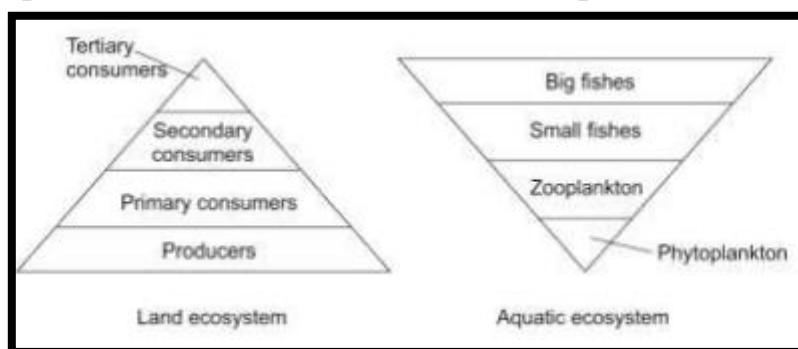 Tertiary
consumers
Secondary
consumers
Primary consumers
Producers
Land ecosystem
Big fishes
Small fishes
Zooplankton
Phytoplankton
Aquatic ecosystem